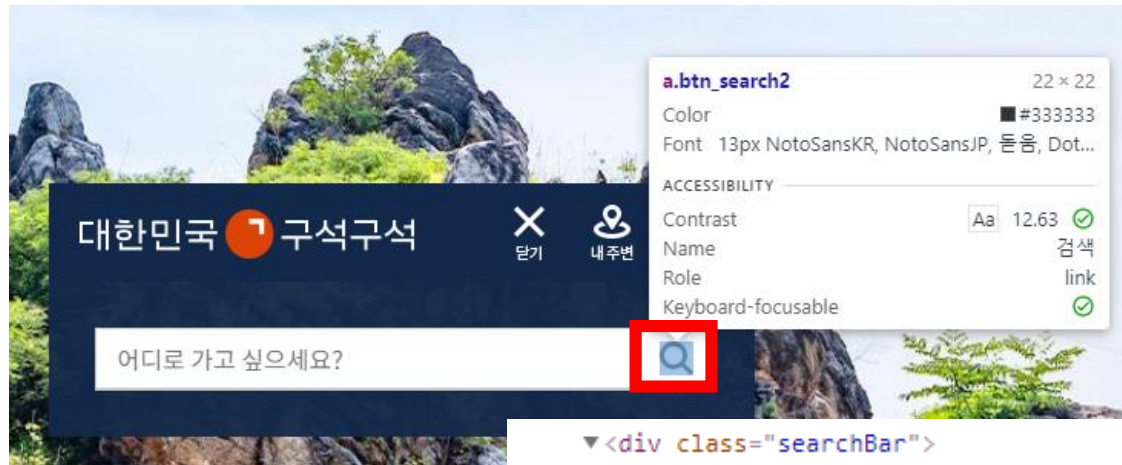 a.btn_search2 22 × 22
Color #333333
Font 13px NotoSansKR, NotoSansJP, 돋움, Dot...
ACCESSIBILITY
Contrast Aa 12.63
Name 검색
Role link
Keyboard-focusable
대한민국 구석구석
닫기 내 주변
어디로 가고 싶으세요?
▼<div class="searchBar">